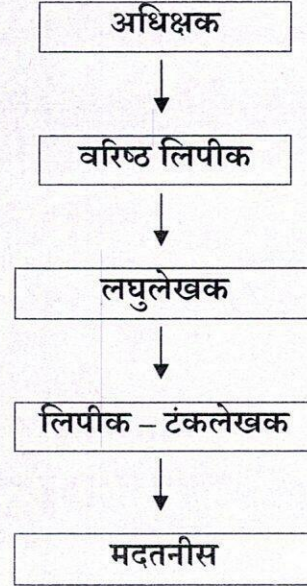 अधिक्षक
वरिष्ठ लिपीक
लघुलेखक
लिपीक – टंकलेखक
मदतनीस